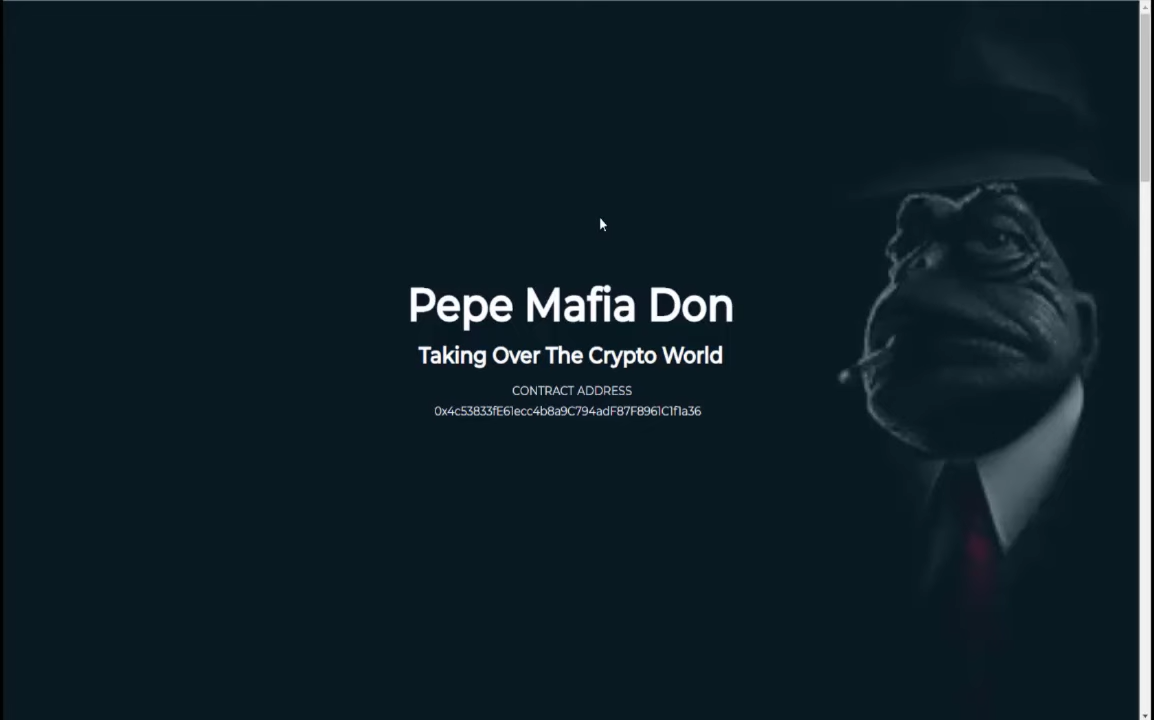 Pepe Mafia Don
Taking Over The Crypto World
CONTRACT ADDRESS
0x4c53833fE61ecc4b8a9C794adF87F8961C1f1a36